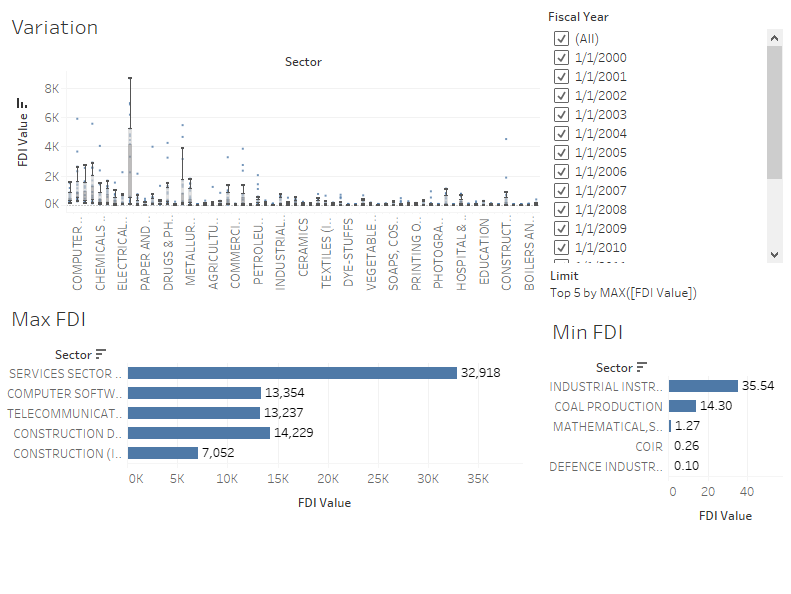 Variation
Sector
FDI Value
8K
6K
4K
2K
0K
COMPUTER ..
CHEMICALS ..
ELECTRICAL..
PAPER AND ..
DRUGS & PH..
METALLUR..
AGRICULTU..
COMMERCI..
PETROLEU..
INDUSTRIAL..
CERAMICS
TEXTILES (I..
DYE-STUFFS
VEGETABLE ..
SOAPS, COS..
PRINTING O..
PHOTOGRA..
HOSPITAL & ..
EDUCATION
CONSTRUCT..
BOILERS AN..
Fiscal Year
(All)
1/1/2000
1/1/2001
1/1/2002
1/1/2003
1/1/2004
1/1/2005
1/1/2006
1/1/2007
1/1/2008
1/1/2009
1/1/2010
Limit
Top 5 by MAX([FDI Value])
Max FDI
Sector
SERVICES SECTOR .. 32,918
COMPUTER SOFTW.. 13,354
TELECOMMUNICAT.. 13,237
CONSTRUCTION D.. 14,229
CONSTRUCTION (I.. 7,052
0K 5K 10K 15K 20K 25K 30K 35K
FDI Value
Min FDI
Sector
INDUSTRIAL INSTR.. 35.54
COAL PRODUCTION 14.30
MATHEMATICAL,S.. 1.27
COIR 0.26
DEFENCE INDUSTR.. 0.10
0 20 40
FDI Value